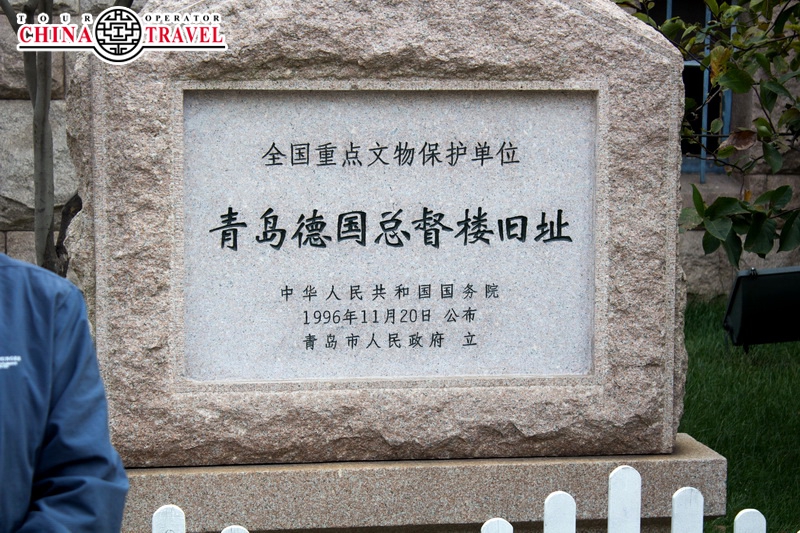 TOUR OPERATOR
CHINA TRAVEL
全国重点文物保护单位
青岛德国总督楼旧址
中华人民共和国国务院
1996年11月20日 公布
青岛市人民政府 立